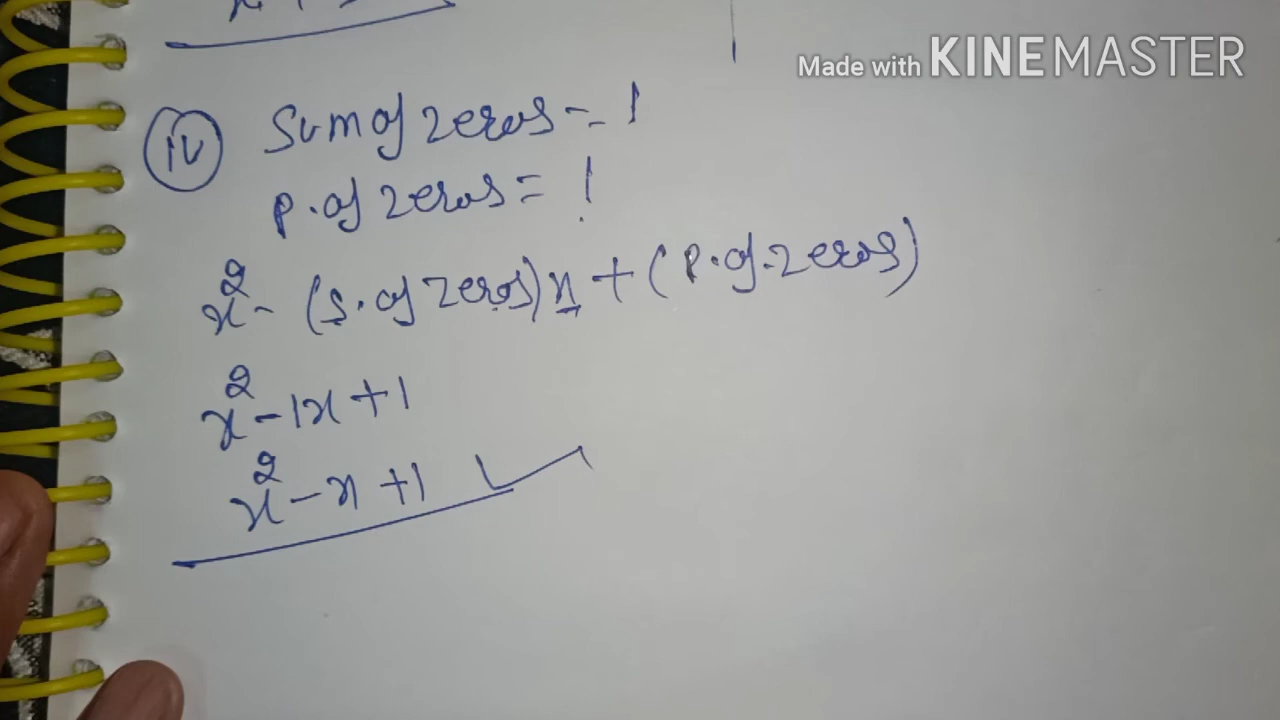 Made with KINEMASTER
(iv) Sum of zeros = 1
P. of zeros = 1
x² - (s. of zeros)x + (P. of. zeros)
x² - 1x + 1
x² - x + 1